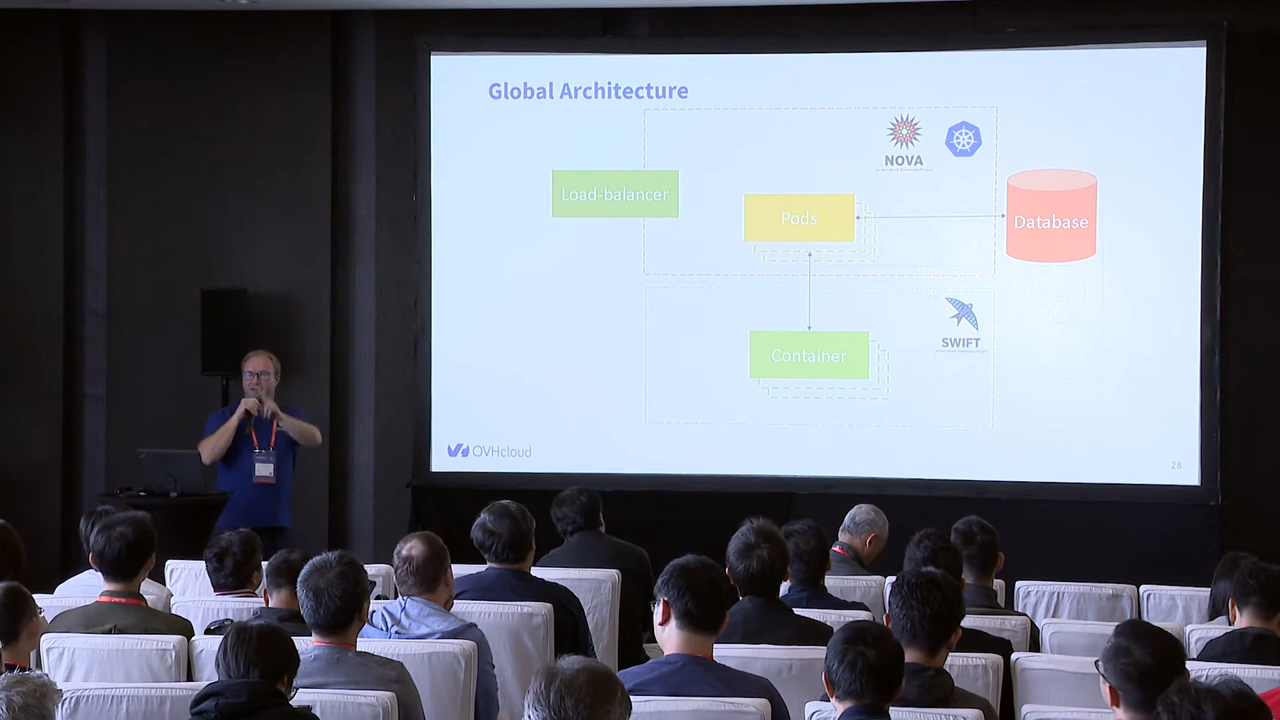 Global Architecture
NOVA
Load-balancer
Pods
Database
SWIFT
Container
OVHcloud
28